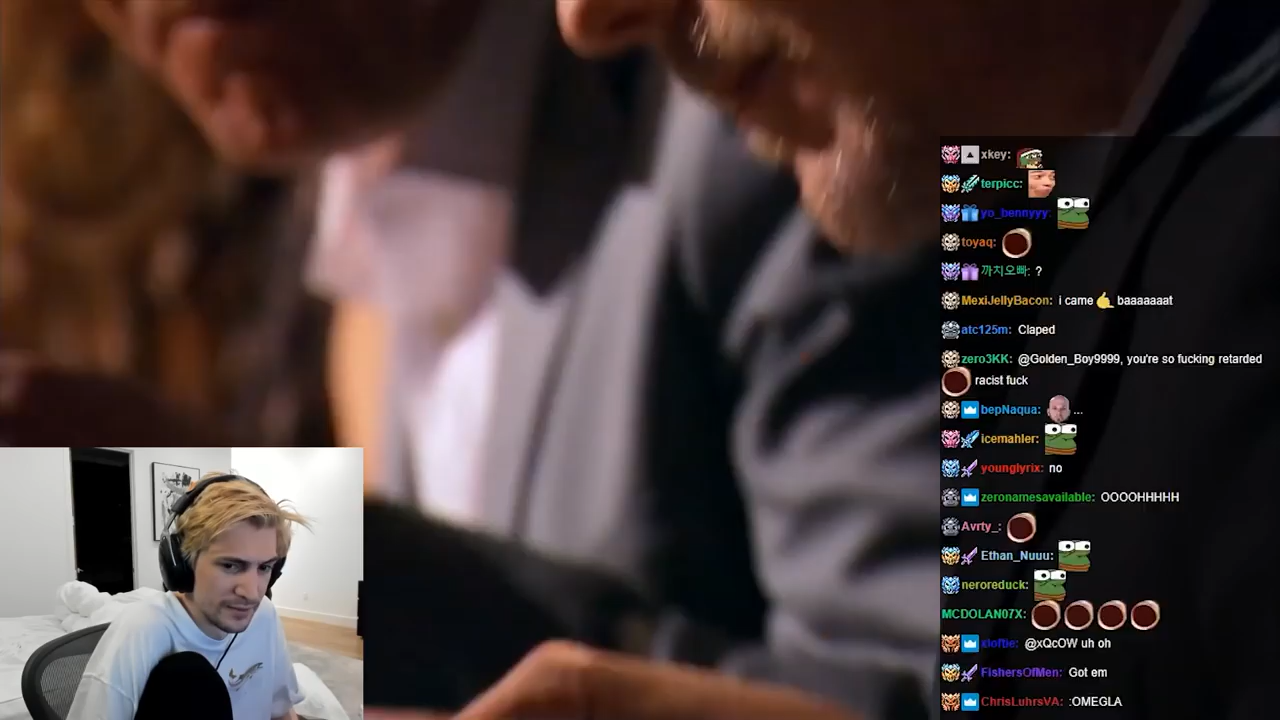 xkey:
terpicc:
yo_bennyyy:
toyaq:
까치오빠: ?
MexiJellyBacon: i came baaaaaat
atc125m: Claped
zero3KK: @Golden_Boy9999, you're so fucking retarded
racist fuck
bepNaqua: ...
icemahler:
younglyrix: no
zeronamesavailable: OOOOHHHHH
Avrty_:
Ethan_Nuuu:
neroreduck:
MCDOLAN07X:
xloftie: @xQcOW uh oh
FishersOfMen: Got em
ChrisLuhrsVA: :OMEGLA